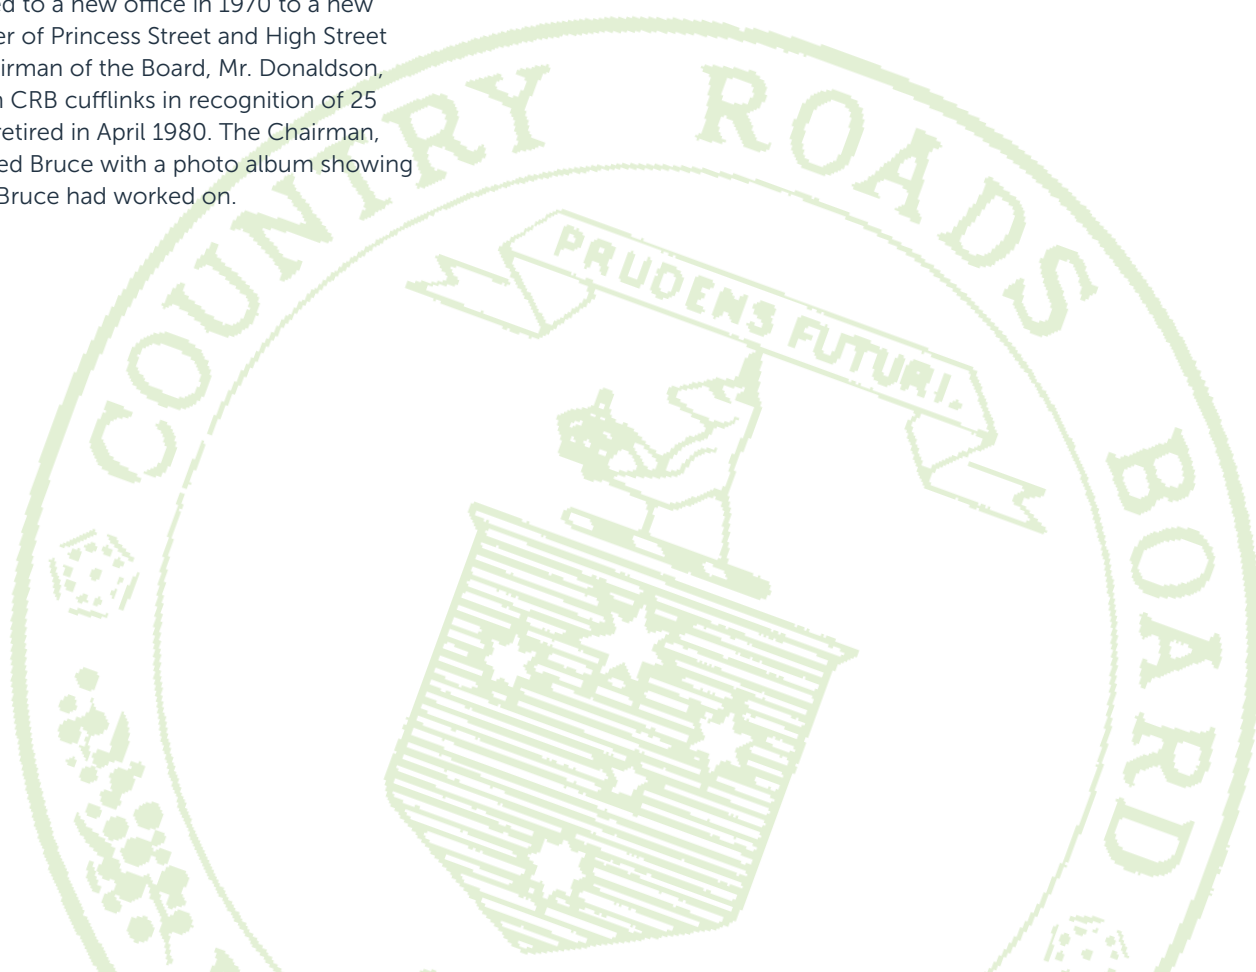 ed to a new office in 1970 to a new
er of Princess Street and High Street
irman of the Board, Mr. Donaldson,
n CRB cufflinks in recognition of 25
retired in April 1980. The Chairman,
ed Bruce with a photo album showing
Bruce had worked on.
COUNTRY ROADS BOARD
PRUDENS FUTURI.